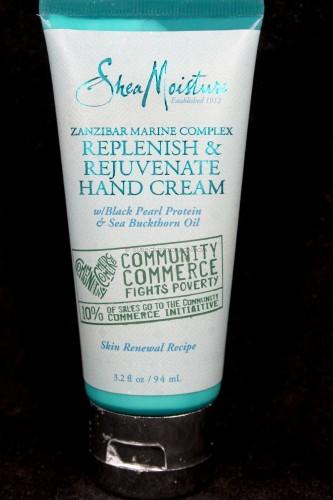 SheaMoisture
Established 1912
ZANZIBAR MARINE COMPLEX
REPLENISH &
REJUVENATE
HAND CREAM
w/Black Pearl Protein
& Sea Buckthorn Oil
COMMUNITY COMMERCE
COMMUNITY
COMMERCE
FIGHTS POVERTY
10% OF SALES GO TO THE COMMUNITY
COMMERCE INITIATIVE
Skin Renewal Recipe
3.2 fl oz / 94 mL